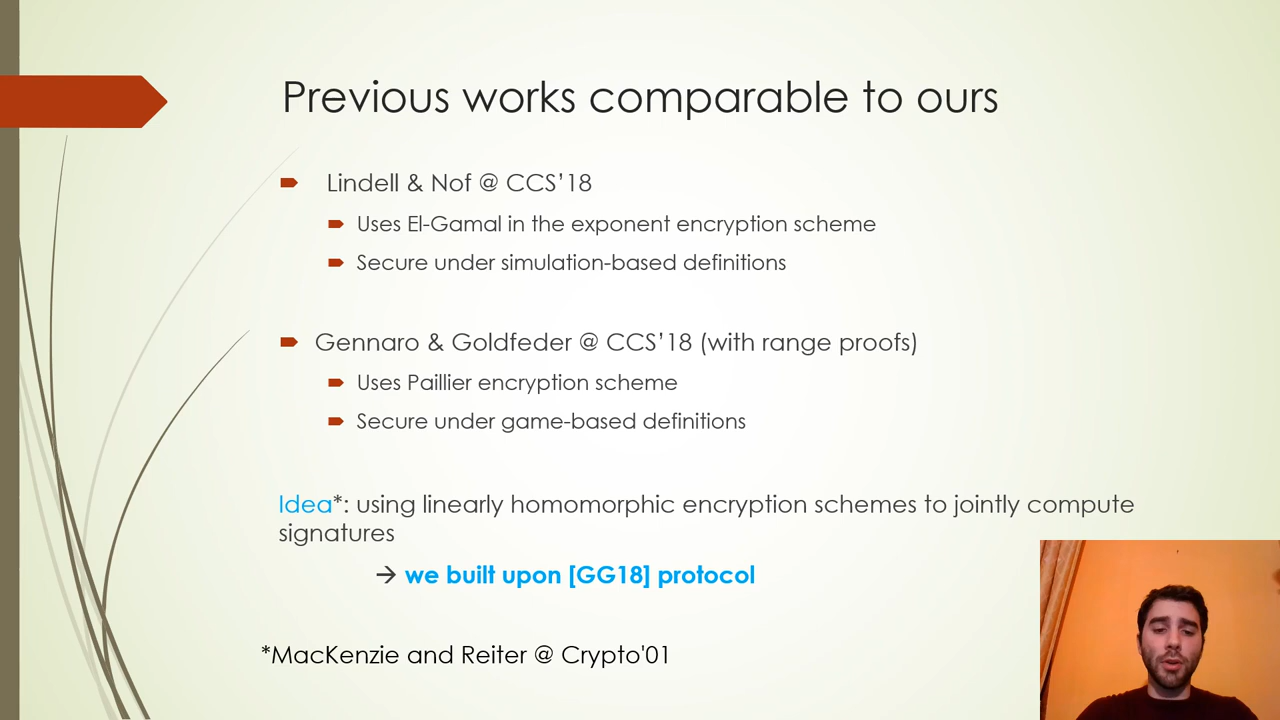 Previous works comparable to ours
Lindell & Nof @ CCS’18
Uses El-Gamal in the exponent encryption scheme
Secure under simulation-based definitions
Gennaro & Goldfeder @ CCS’18 (with range proofs)
Uses Paillier encryption scheme
Secure under game-based definitions
Idea*: using linearly homomorphic encryption schemes to jointly compute
signatures
→ we built upon [GG18] protocol
*MacKenzie and Reiter @ Crypto'01